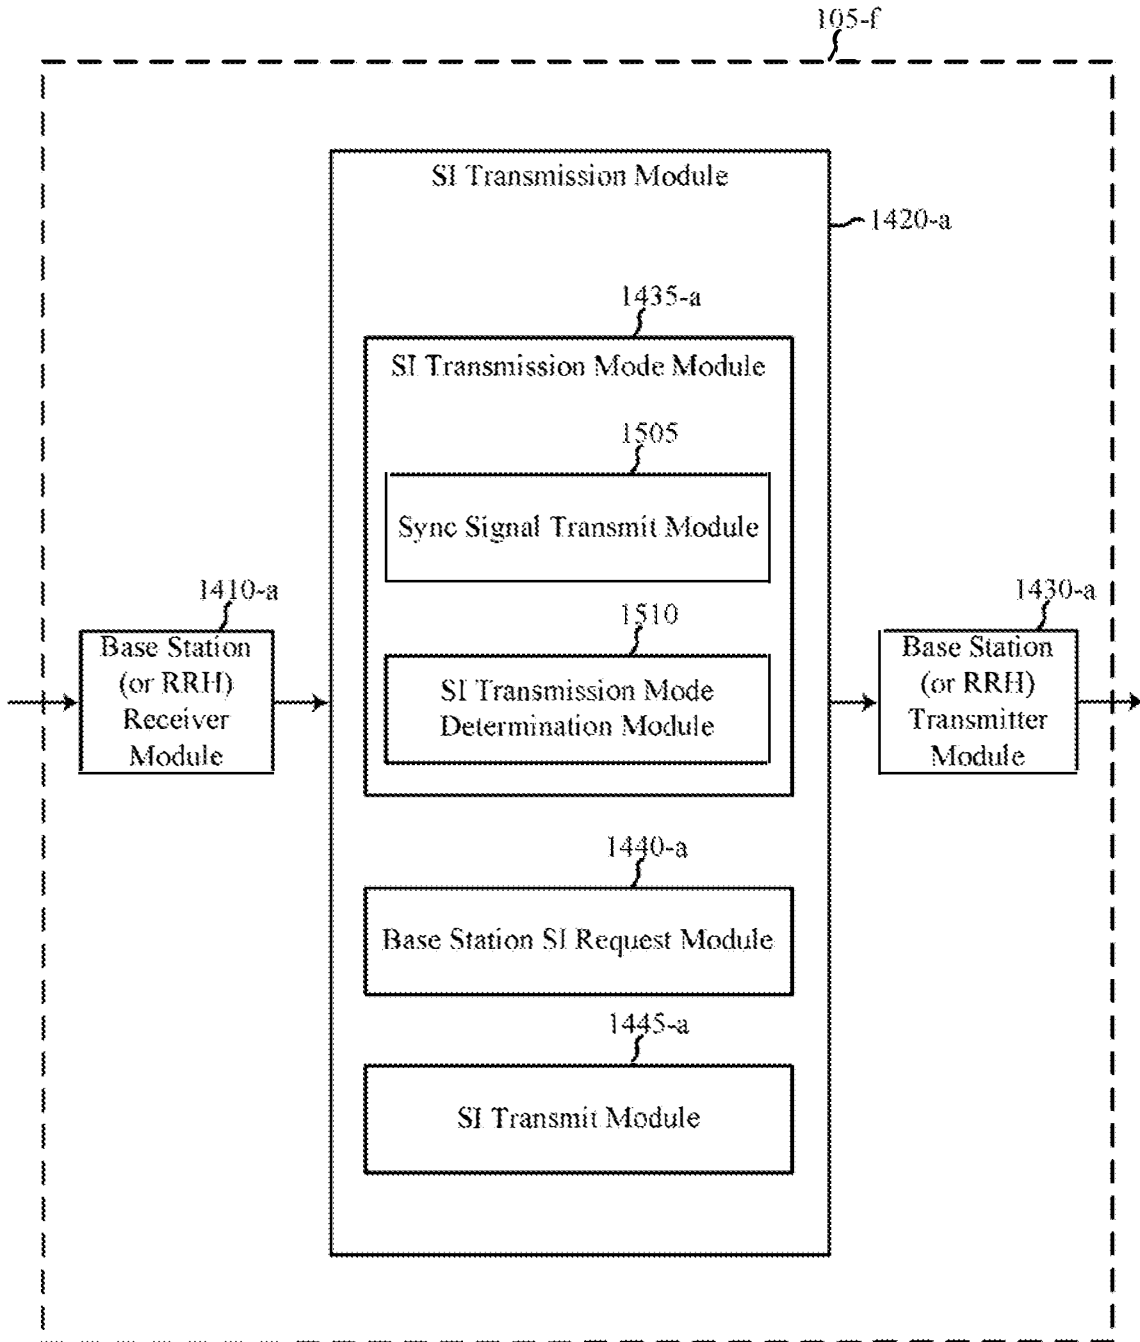 105-f
SI Transmission Module
1420-a
1435-a
SI Transmission Mode Module
1505
Sync Signal Transmit Module
1410-a
Base Station
(or RRH)
Receiver
Module
1510
SI Transmission Mode
Determination Module
1430-a
Base Station
(or RRH)
Transmitter
Module
1440-a
Base Station SI Request Module
1445-a
SI Transmit Module